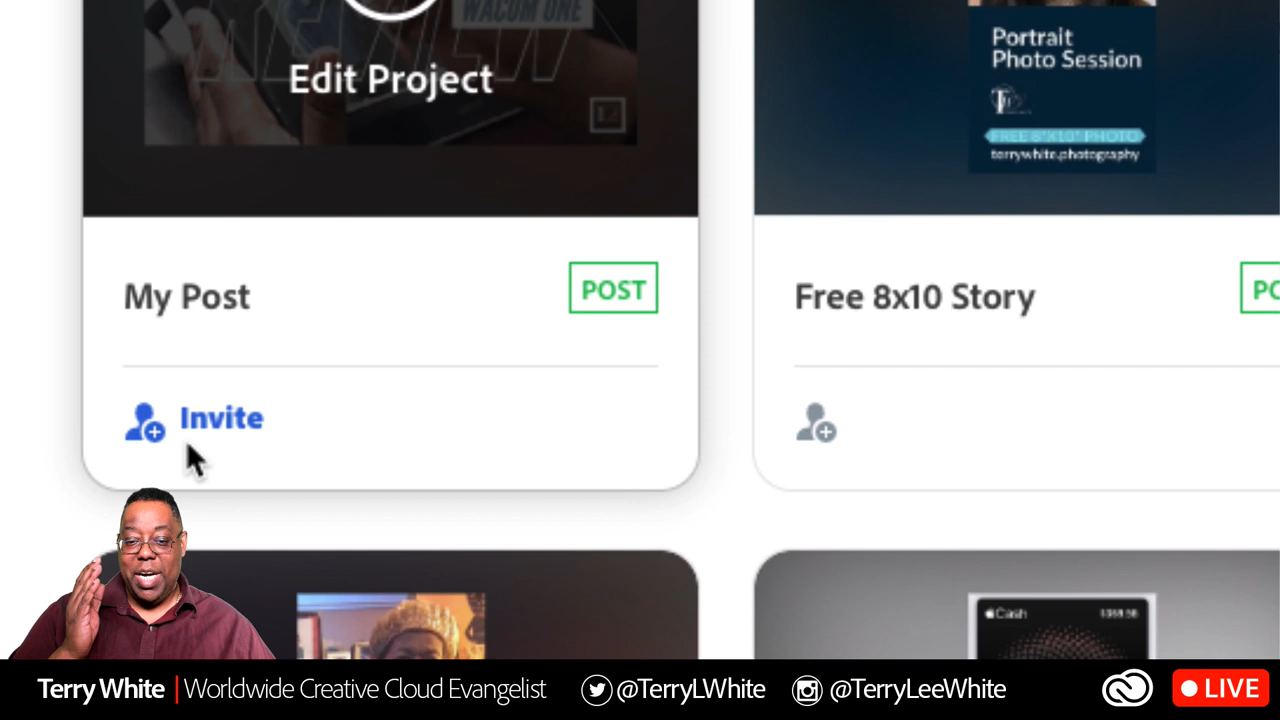 REVIEW
WACOM ONE
Edit Project
Portrait
Photo Session
FREE 8"X10" PHOTO
terrywhite.photography
My Post
POST
Free 8x10 Story
Invite
Cash
Terry White | Worldwide Creative Cloud Evangelist @TerryLWhite @TerryLeeWhite LIVE